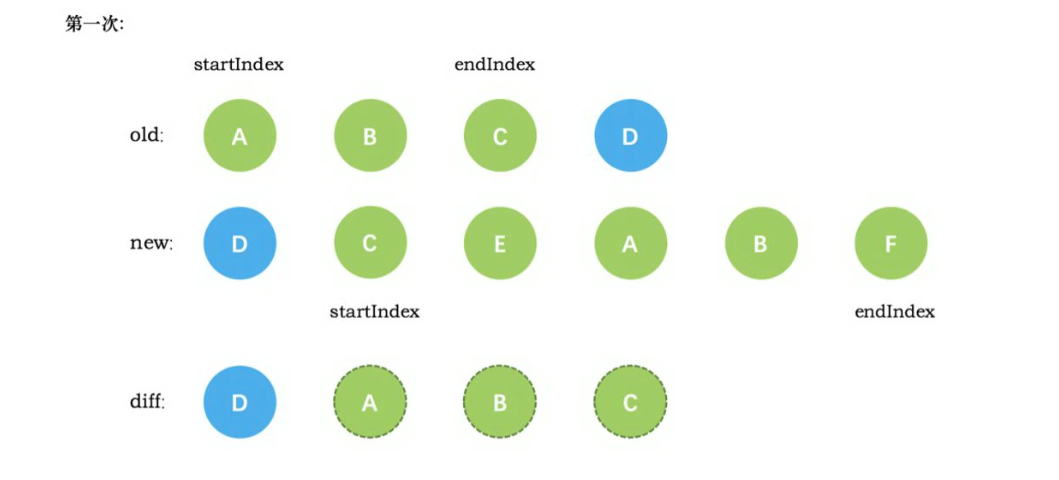 第一次:
startIndex endIndex
old: A B C D
new: D C E A B F
startIndex endIndex
diff: D A B C